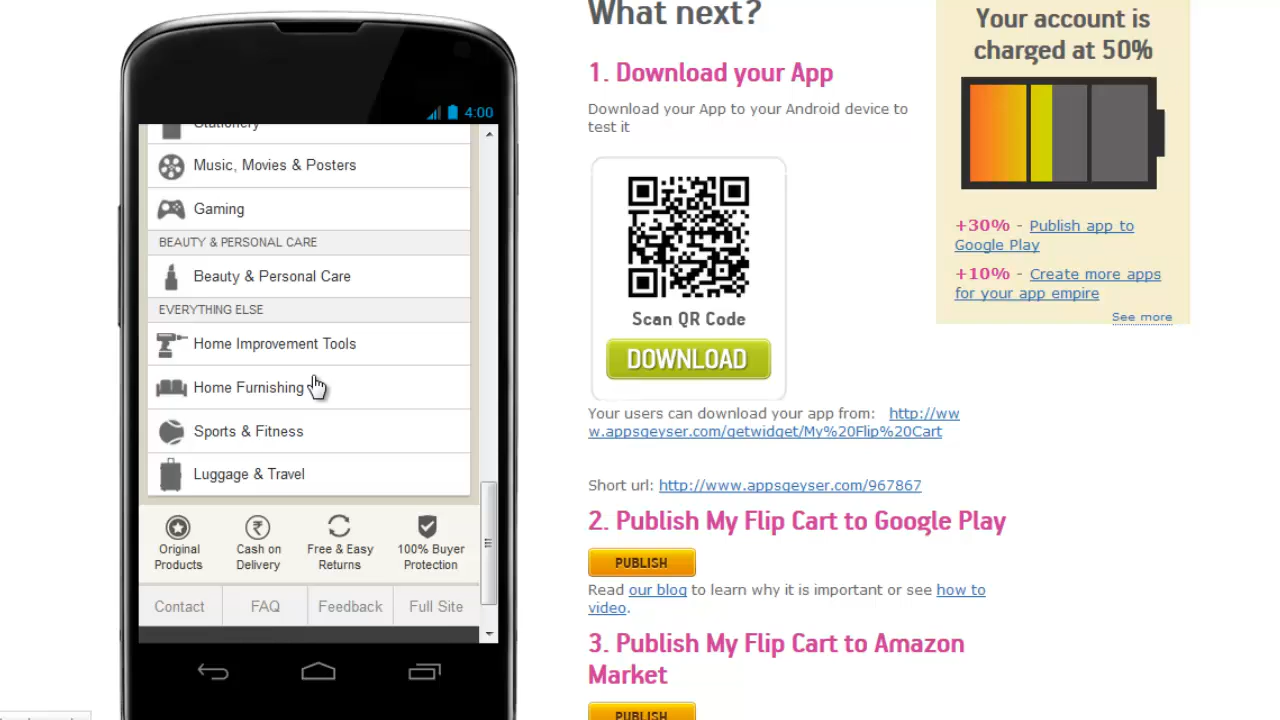 4:00
Stationery
Music, Movies & Posters
Gaming
BEAUTY & PERSONAL CARE
Beauty & Personal Care
EVERYTHING ELSE
Home Improvement Tools
Home Furnishing
Sports & Fitness
Luggage & Travel
Original
Products
Cash on
Delivery
Free & Easy
Returns
100% Buyer
Protection
Contact
FAQ
Feedback
Full Site
What next?
1. Download your App
Download your App to your Android device to
test it
Scan QR Code
DOWNLOAD
Your users can download your app from: http://ww
w.appsgeyser.com/getwidget/My%20Flip%20Cart
Short url: http://www.appsgeyser.com/967867
2. Publish My Flip Cart to Google Play
PUBLISH
Read our blog to learn why it is important or see how to
video.
3. Publish My Flip Cart to Amazon
Market
PUBLISH
Your account is
charged at 50%
+30% - Publish app to
Google Play
+10% - Create more apps
for your app empire
See more